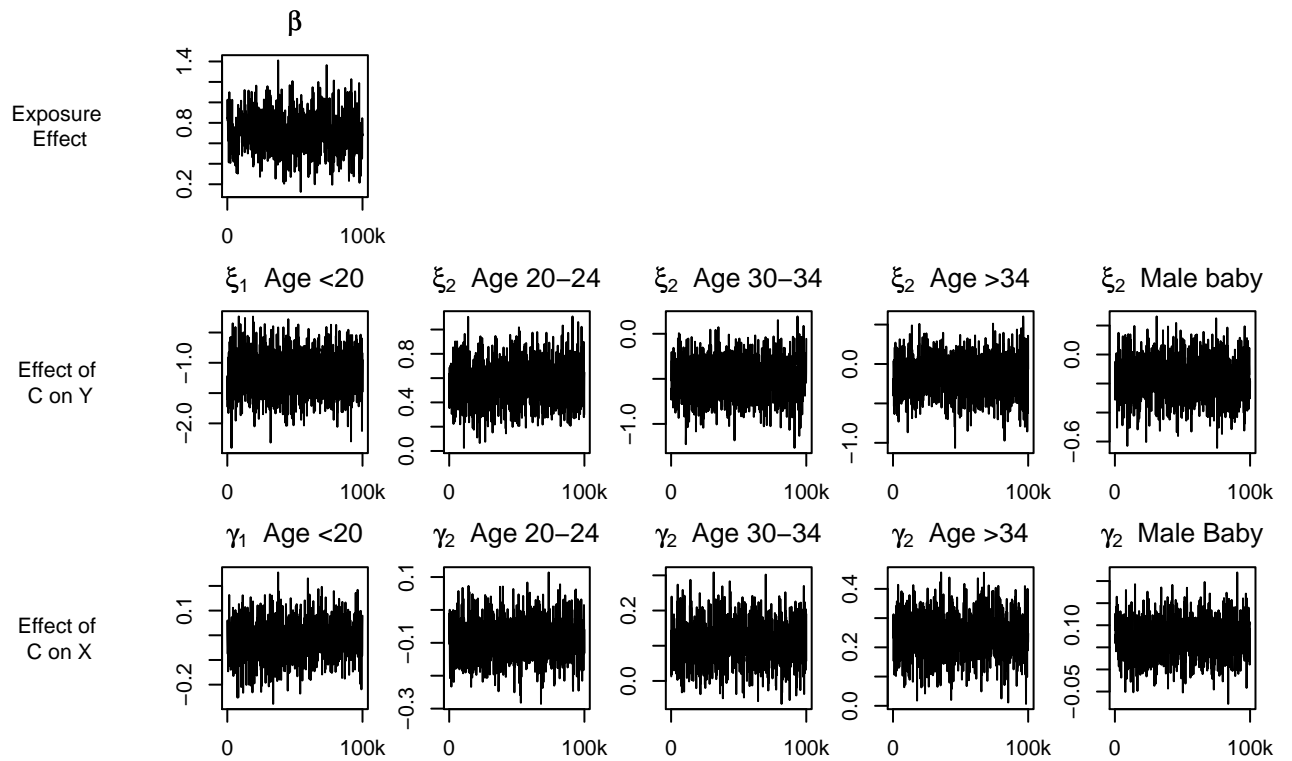 β
Exposure
Effect
1.4
0.8
0.2
0 100k
ξ1 Age <20 ξ2 Age 20−24 ξ2 Age 30−34 ξ2 Age >34 ξ2 Male baby
Effect of
C on Y
−1.0
−2.0
0.8
0.4
0.0
0.0
−1.0
0.0
−1.0
0.0
−0.6
0 100k 0 100k 0 100k 0 100k 0 100k
γ1 Age <20 γ2 Age 20−24 γ2 Age 30−34 γ2 Age >34 γ2 Male Baby
Effect of
C on X
0.1
−0.2
0.1
−0.1
−0.3
0.2
0.0
0.4
0.2
0.0
0.10
−0.05
0 100k 0 100k 0 100k 0 100k 0 100k